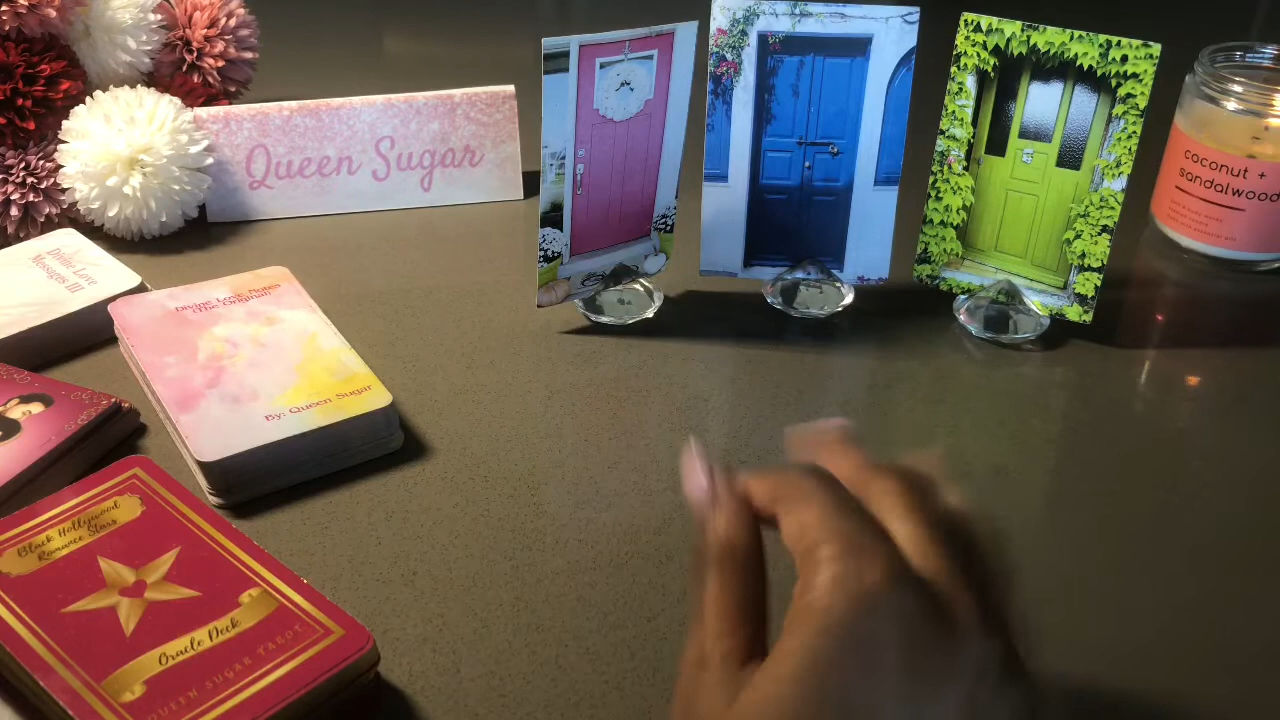 Queen Sugar
coconut +
sandalwood
Divine Love
Messages III
Divine Love Notes
(The Original)
By: Queen Sugar
Black Hollywood
Romance Stars
Oracle Deck
QUEEN SUGAR TAROT